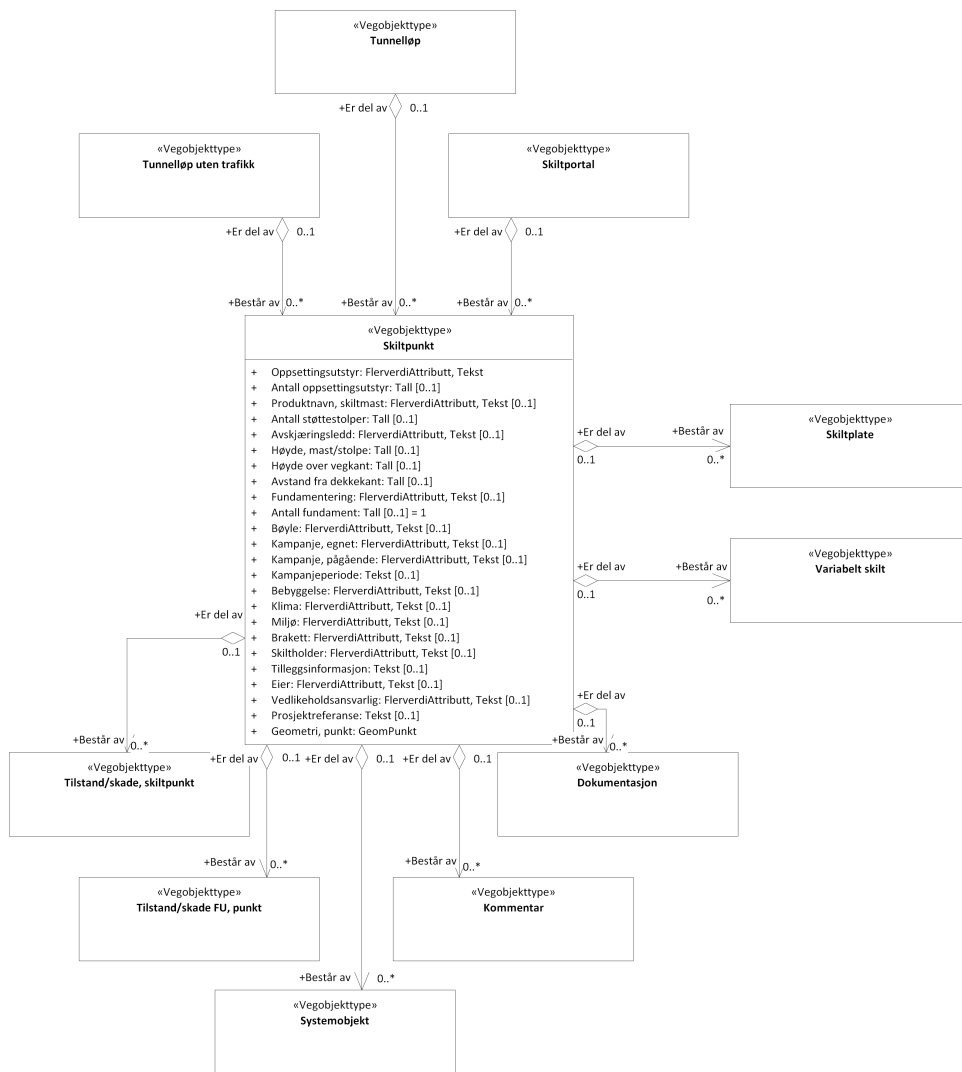 «Vegobjekttype»
Tunnelløp
+Er del av 0..1
«Vegobjekttype»
Tunnelløp uten trafikk
«Vegobjekttype»
Skiltportal
+Er del av 0..1
+Er del av 0..1
+Består av 0..*
+Består av 0..*
+Består av 0..*
«Vegobjekttype»
Skiltpunkt
+ Oppsettingsutstyr: FlerverdiAttributt, Tekst
+ Antall oppsettingsutstyr: Tall [0..1]
+ Produktnavn, skiltmast: FlerverdiAttributt, Tekst [0..1]
+ Antall støttestolper: Tall [0..1]
+ Avskjæringsledd: FlerverdiAttributt, Tekst [0..1]
+ Høyde, mast/stolpe: Tall [0..1]
+ Høyde over vegkant: Tall [0..1]
+ Avstand fra dekkekant: Tall [0..1]
+ Fundamentering: FlerverdiAttributt, Tekst [0..1]
+ Antall fundament: Tall [0..1] = 1
+ Bøyle: FlerverdiAttributt, Tekst [0..1]
+ Kampanje, egnet: FlerverdiAttributt, Tekst [0..1]
+ Kampanje, pågående: FlerverdiAttributt, Tekst [0..1]
+ Kampanjeperiode: Tekst [0..1]
+ Bebyggelse: FlerverdiAttributt, Tekst [0..1]
+ Klima: FlerverdiAttributt, Tekst [0..1]
+ Miljø: FlerverdiAttributt, Tekst [0..1]
+ Brakett: FlerverdiAttributt, Tekst [0..1]
+ Skiltholder: FlerverdiAttributt, Tekst [0..1]
+ Tilleggsinformasjon: Tekst [0..1]
+ Eier: FlerverdiAttributt, Tekst [0..1]
+ Vedlikeholdsansvarlig: FlerverdiAttributt, Tekst [0..1]
+ Prosjektreferanse: Tekst [0..1]
+ Geometri, punkt: GeomPunkt
+Er del av
0..1
+Består av
0..*
«Vegobjekttype»
Skiltplate
+Er del av
0..1
+Består av
0..*
«Vegobjekttype»
Variabelt skilt
+Er del av
0..1
+Består av 0..*
«Vegobjekttype»
Tilstand/skade, skiltpunkt
+Er del av
0..1
+Består av 0..*
«Vegobjekttype»
Dokumentasjon
+Er del av 0..1
+Er del av 0..1
+Er del av 0..1
+Består av 0..*
«Vegobjekttype»
Tilstand/skade FU, punkt
+Består av 0..*
«Vegobjekttype»
Kommentar
+Består av 0..*
«Vegobjekttype»
Systemobjekt